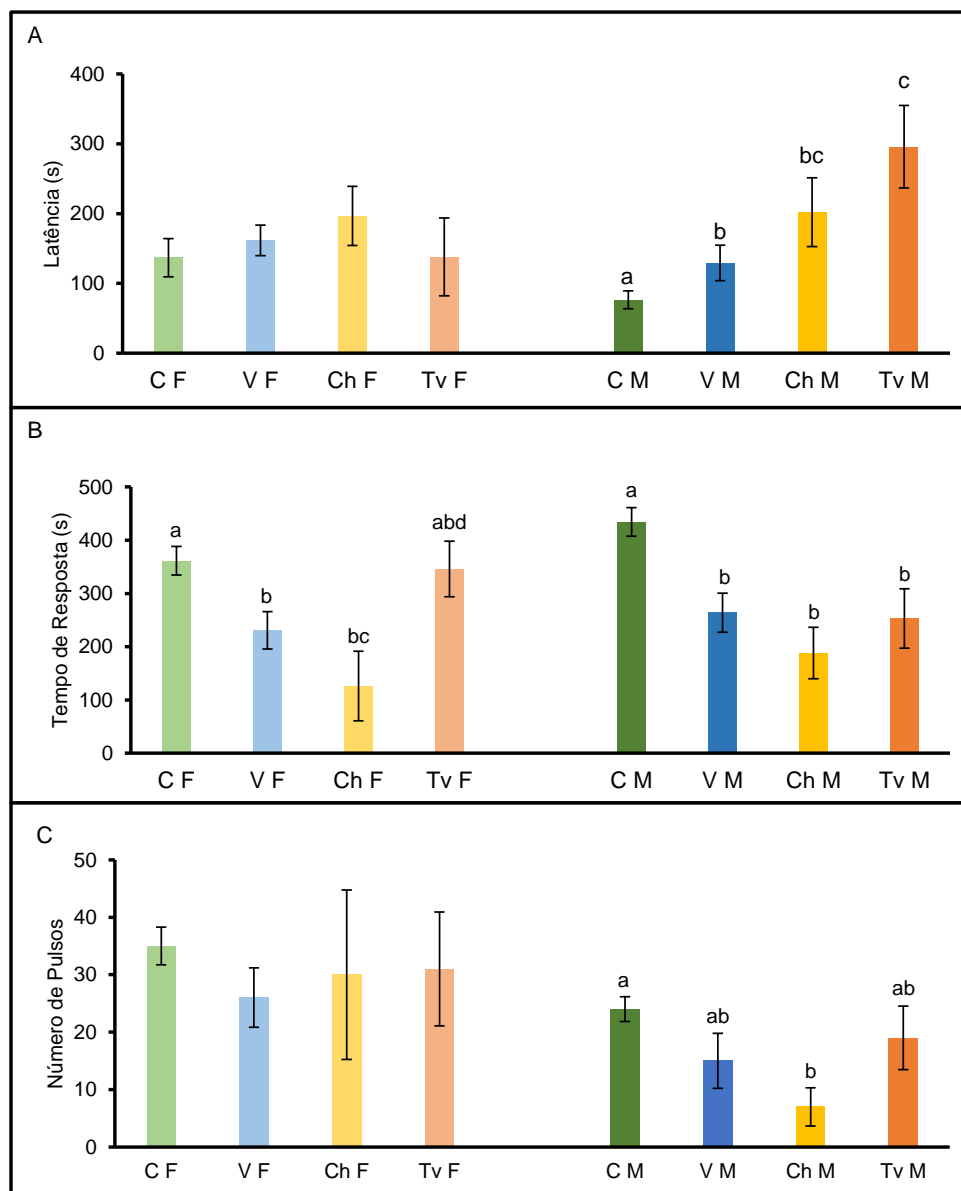 A
Latência (s)
400
300
200
100
0
a
b
bc
c
C F V F Ch F Tv F C M V M Ch M Tv M
B
Tempo de Resposta (s)
500
400
300
200
100
0
a
b
bc
abd
a
b
b
b
C F V F Ch F Tv F C M V M Ch M Tv M
C
Número de Pulsos
50
40
30
20
10
0
a
ab
b
ab
C F V F Ch F Tv F C M V M Ch M Tv M